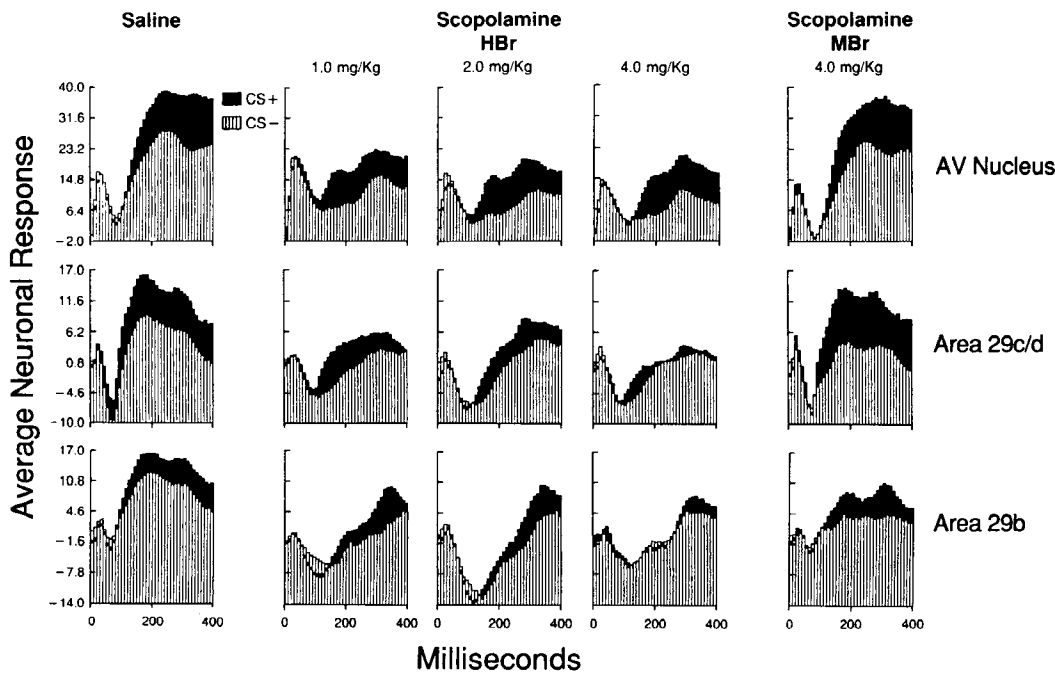 Saline
Scopolamine
HBr
Scopolamine
MBr
1.0 mg/Kg
2.0 mg/Kg
4.0 mg/Kg
4.0 mg/Kg
40.0
31.6
23.2
14.8
6.4
-2.0
CS+
CS-
AV Nucleus
17.0
11.6
6.2
0.8
-4.6
-10.0
Area 29c/d
17.0
10.8
4.6
-1.6
-7.8
-14.0
Area 29b
0 200 400
0 200 400
0 200 400
0 200 400
0 200 400
Average Neuronal Response
Milliseconds